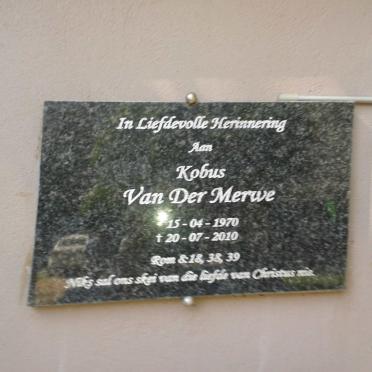 In Liefdevolle Herinnering
Aan
Kobus
Van Der Merwe
* 15 - 04 - 1970
† 20 - 07 - 2010
Rom 8:18, 38, 39
Niks sal ons skei van die liefde van Christus nie.